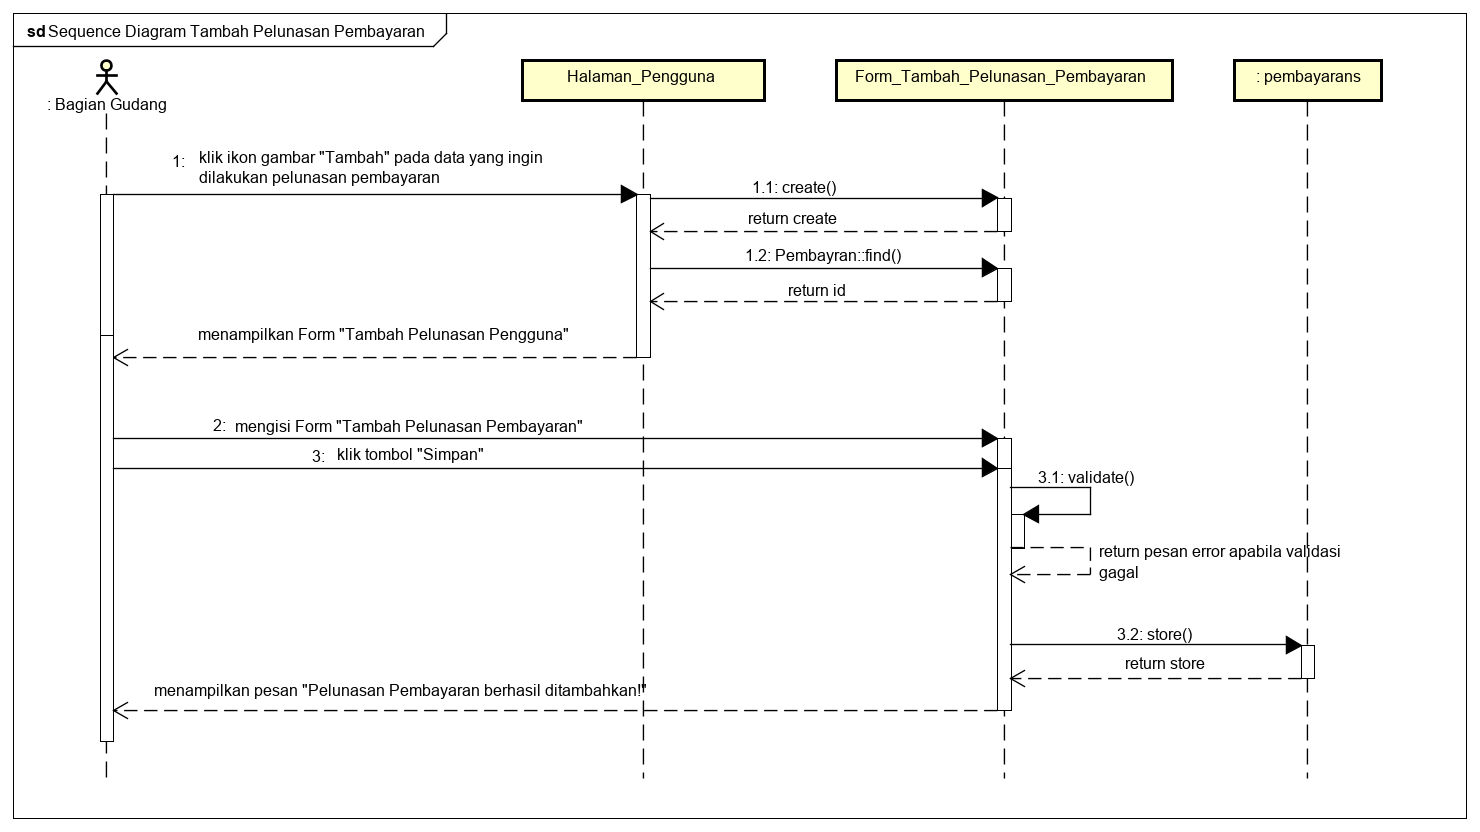 sd Sequence Diagram Tambah Pelunasan Pembayaran
: Bagian Gudang
Halaman_Pengguna
Form_Tambah_Pelunasan_Pembayaran
: pembayarans
1: klik ikon gambar "Tambah" pada data yang ingin
dilakukan pelunasan pembayaran
1.1: create()
return create
1.2: Pembayran::find()
return id
menampilkan Form "Tambah Pelunasan Pengguna"
2: mengisi Form "Tambah Pelunasan Pembayaran"
3: klik tombol "Simpan"
3.1: validate()
return pesan error apabila validasi
gagal
3.2: store()
return store
menampilkan pesan "Pelunasan Pembayaran berhasil ditambahkan!"